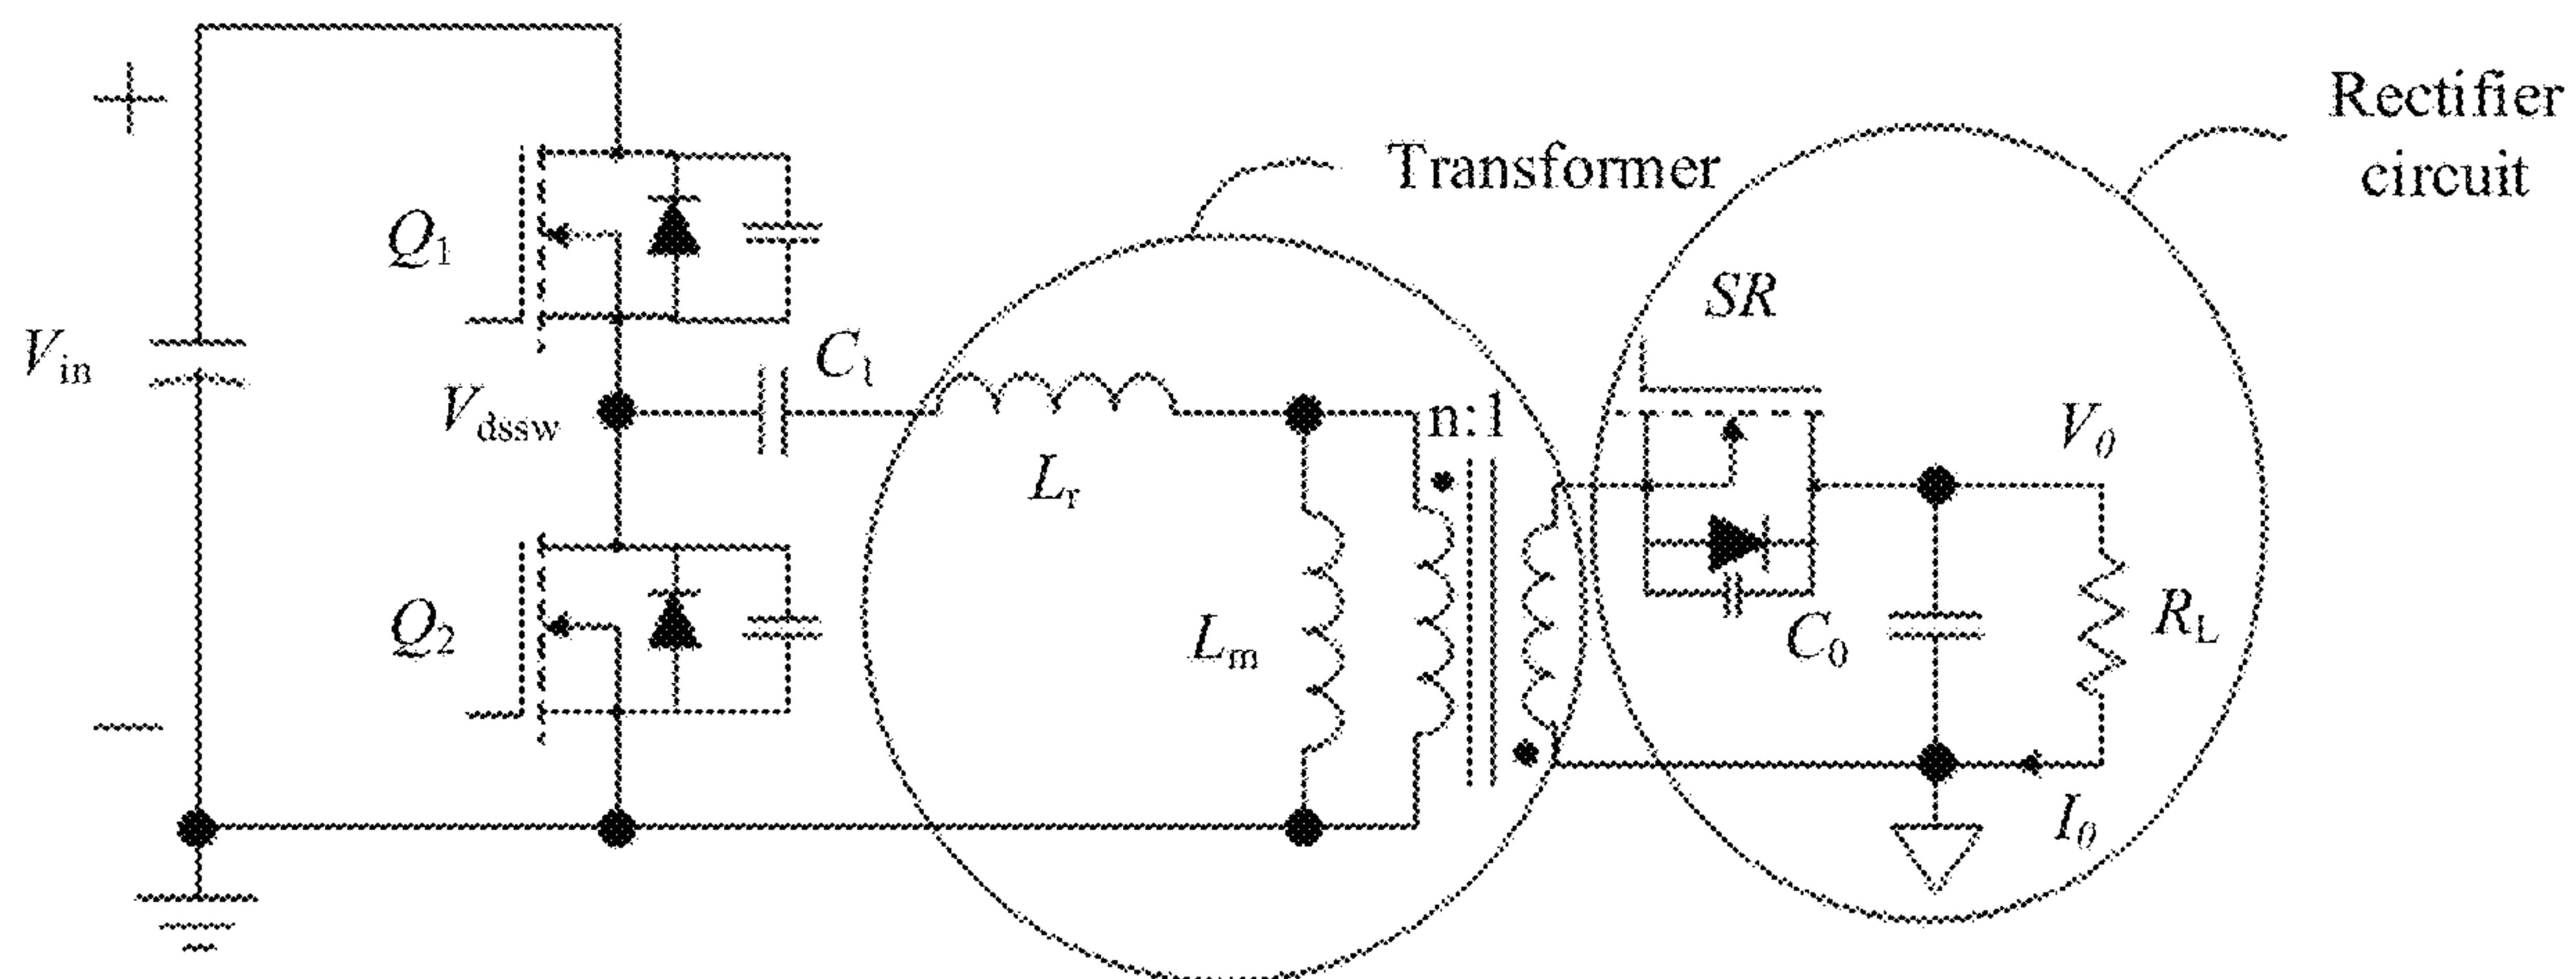 Rectifier
circuit
Transformer
+
Q1
SR
Vin
C1
Vdssw
n:1
V0
Lr
Q2
Lm
C0
RL
−
I0